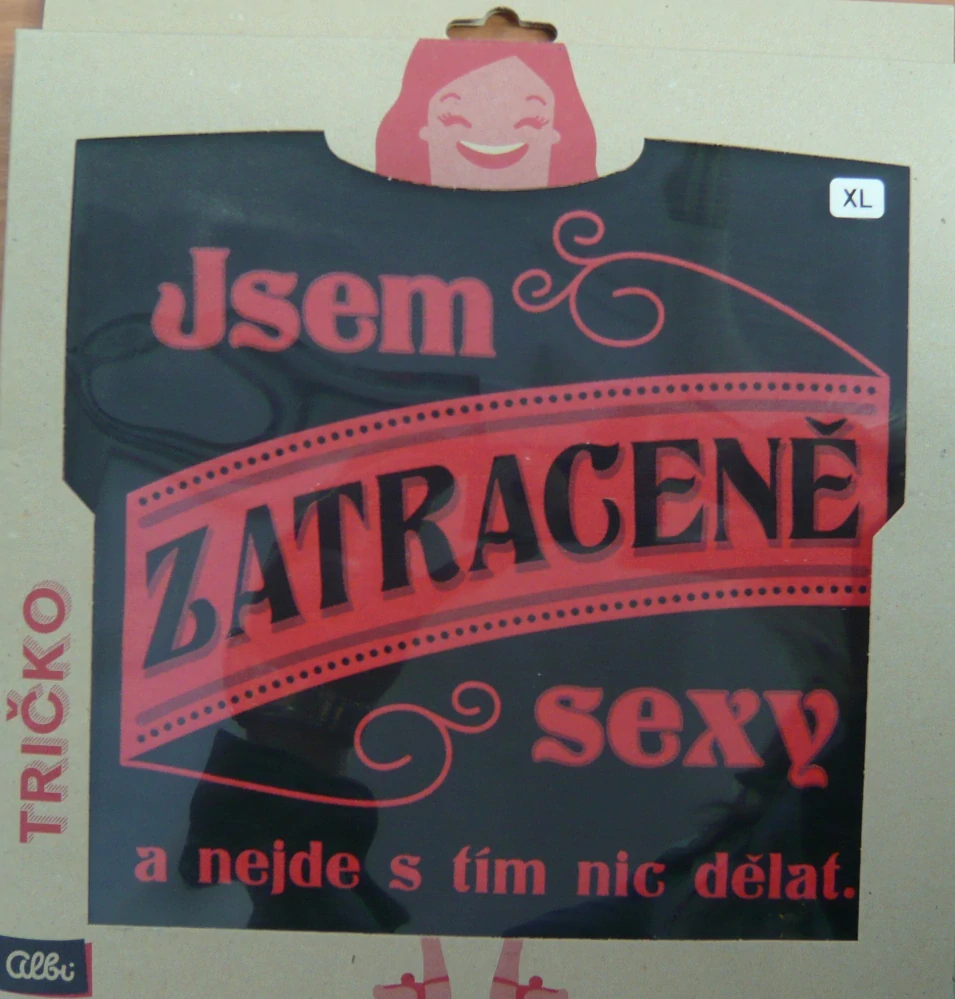 XL
Jsem
ZATRACENĚ
sexy
a nejde s tím nic dělat.
TRIČKO
albi